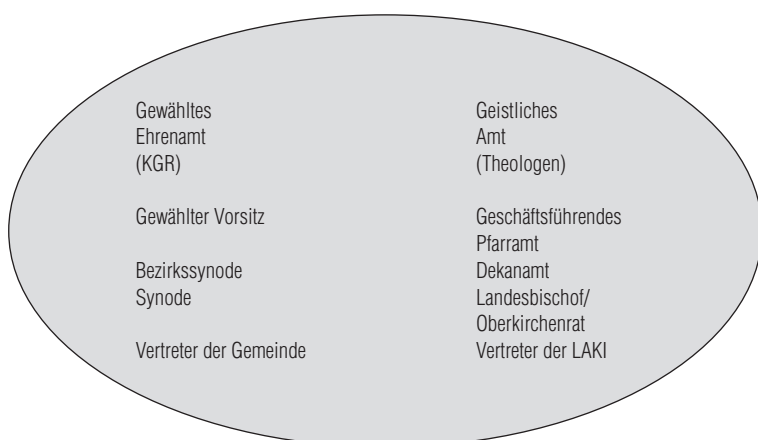 Gewähltes
Ehrenamt
(KGR)
Gewählter Vorsitz
Bezirkssynode
Synode
Vertreter der Gemeinde
Geistliches
Amt
(Theologen)
Geschäftsführendes
Pfarramt
Dekanamt
Landesbischof/
Oberkirchenrat
Vertreter der LAKI